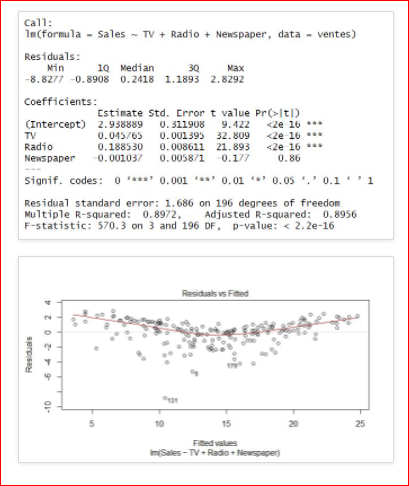 Call:
lm(formula = Sales ~ TV + Radio + Newspaper, data = ventes)
Residuals:
Min 1Q Median 3Q Max
-8.8277 -0.8908 0.2418 1.1893 2.8292
Coefficients:
Estimate Std. Error t value Pr(>|t|)
(Intercept) 2.938889 0.311908 9.422 <2e-16 ***
TV 0.045765 0.001395 32.809 <2e-16 ***
Radio 0.188530 0.008611 21.893 <2e-16 ***
Newspaper -0.001037 0.005871 -0.177 0.86
---
Signif. codes: 0 ‘***’ 0.001 ‘**’ 0.01 ‘*’ 0.05 ‘.’ 0.1 ‘ ’ 1
Residual standard error: 1.686 on 196 degrees of freedom
Multiple R-squared: 0.8972, Adjusted R-squared: 0.8956
F-statistic: 570.3 on 3 and 196 DF, p-value: < 2.2e-16
Residuals vs Fitted
Residuals
4
2
0
-2
-4
-6
-10
179
6
131
5 10 15 20 25
Fitted values
lm(Sales ~ TV + Radio + Newspaper)